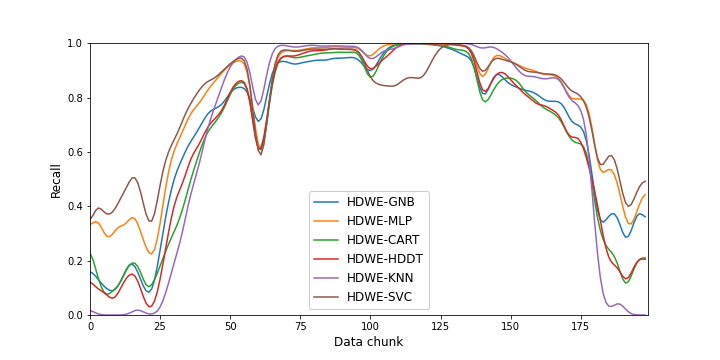 1.0
0.8
0.6
0.4
0.2
0.0
Recall
HDWE-GNB
HDWE-MLP
HDWE-CART
HDWE-HDDT
HDWE-KNN
HDWE-SVC
0 25 50 75 100 125 150 175
Data chunk